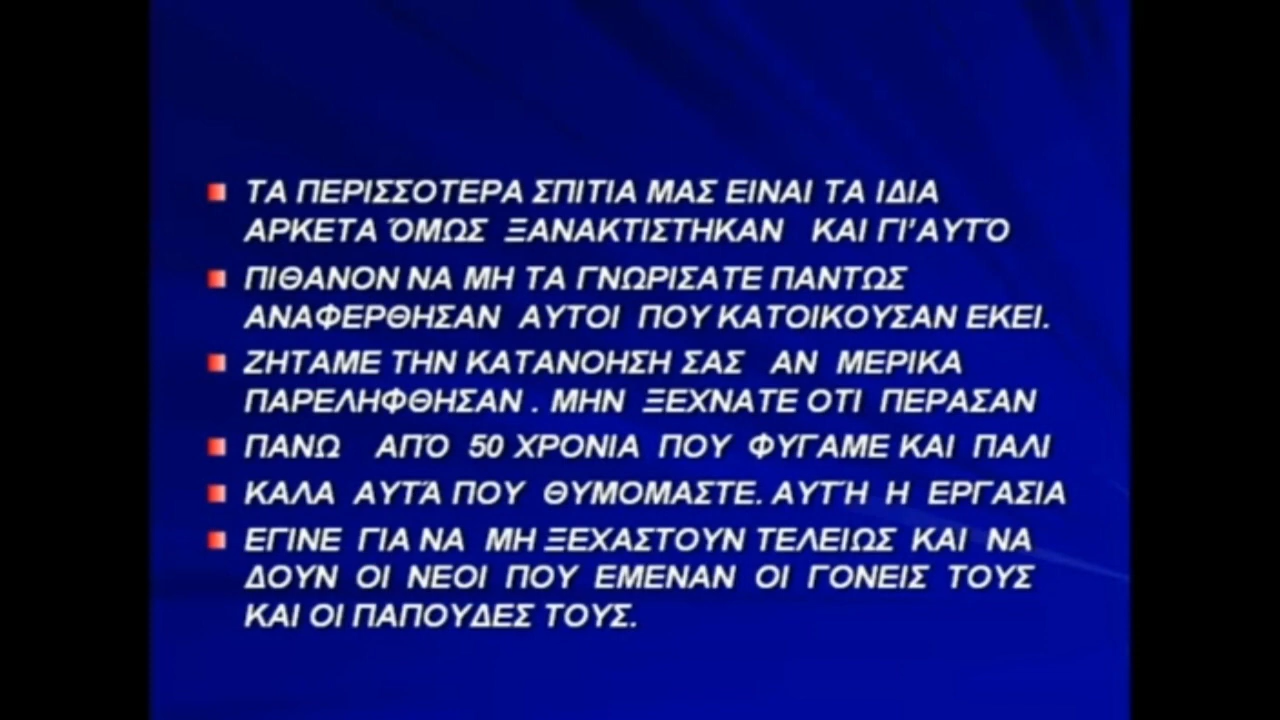 ΤΑ ΠΕΡΙΣΣΟΤΕΡΑ ΣΠΙΤΙΑ ΜΑΣ ΕΙΝΑΙ ΤΑ ΙΔΙΑ
ΑΡΚΕΤΑ ΌΜΩΣ ΞΑΝΑΚΤΙΣΤΗΚΑΝ ΚΑΙ ΓΙ'ΑΥΤΌ
ΠΙΘΑΝΟΝ ΝΑ ΜΗ ΤΑ ΓΝΩΡΙΣΑΤΕ ΠΑΝΤΩΣ
ΑΝΑΦΕΡΘΗΣΑΝ ΑΥΤΟΙ ΠΟΥ ΚΑΤΟΙΚΟΥΣΑΝ ΕΚΕΙ.
ΖΗΤΑΜΕ ΤΗΝ ΚΑΤΑΝΟΗΣΗ ΣΑΣ ΑΝ ΜΕΡΙΚΑ
ΠΑΡΕΛΗΦΘΗΣΑΝ . ΜΗΝ ΞΕΧΝΑΤΕ ΟΤΙ ΠΕΡΑΣΑΝ
ΠΑΝΩ ΑΠΌ 50 ΧΡΟΝΙΑ ΠΟΥ ΦΥΓΑΜΕ ΚΑΙ ΠΑΛΙ
ΚΑΛΑ ΑΥΤΆ ΠΟΥ ΘΥΜΟΜΑΣΤΕ. ΑΥΤΉ Η ΕΡΓΑΣΙΑ
ΕΓΙΝΕ ΓΙΑ ΝΑ ΜΗ ΞΕΧΑΣΤΟΥΝ ΤΕΛΕΙΩΣ ΚΑΙ ΝΑ
ΔΟΥΝ ΟΙ ΝΕΟΙ ΠΟΥ ΕΜΕΝΑΝ ΟΙ ΓΟΝΕΙΣ ΤΟΥΣ
ΚΑΙ ΟΙ ΠΑΠΟΥΔΕΣ ΤΟΥΣ.